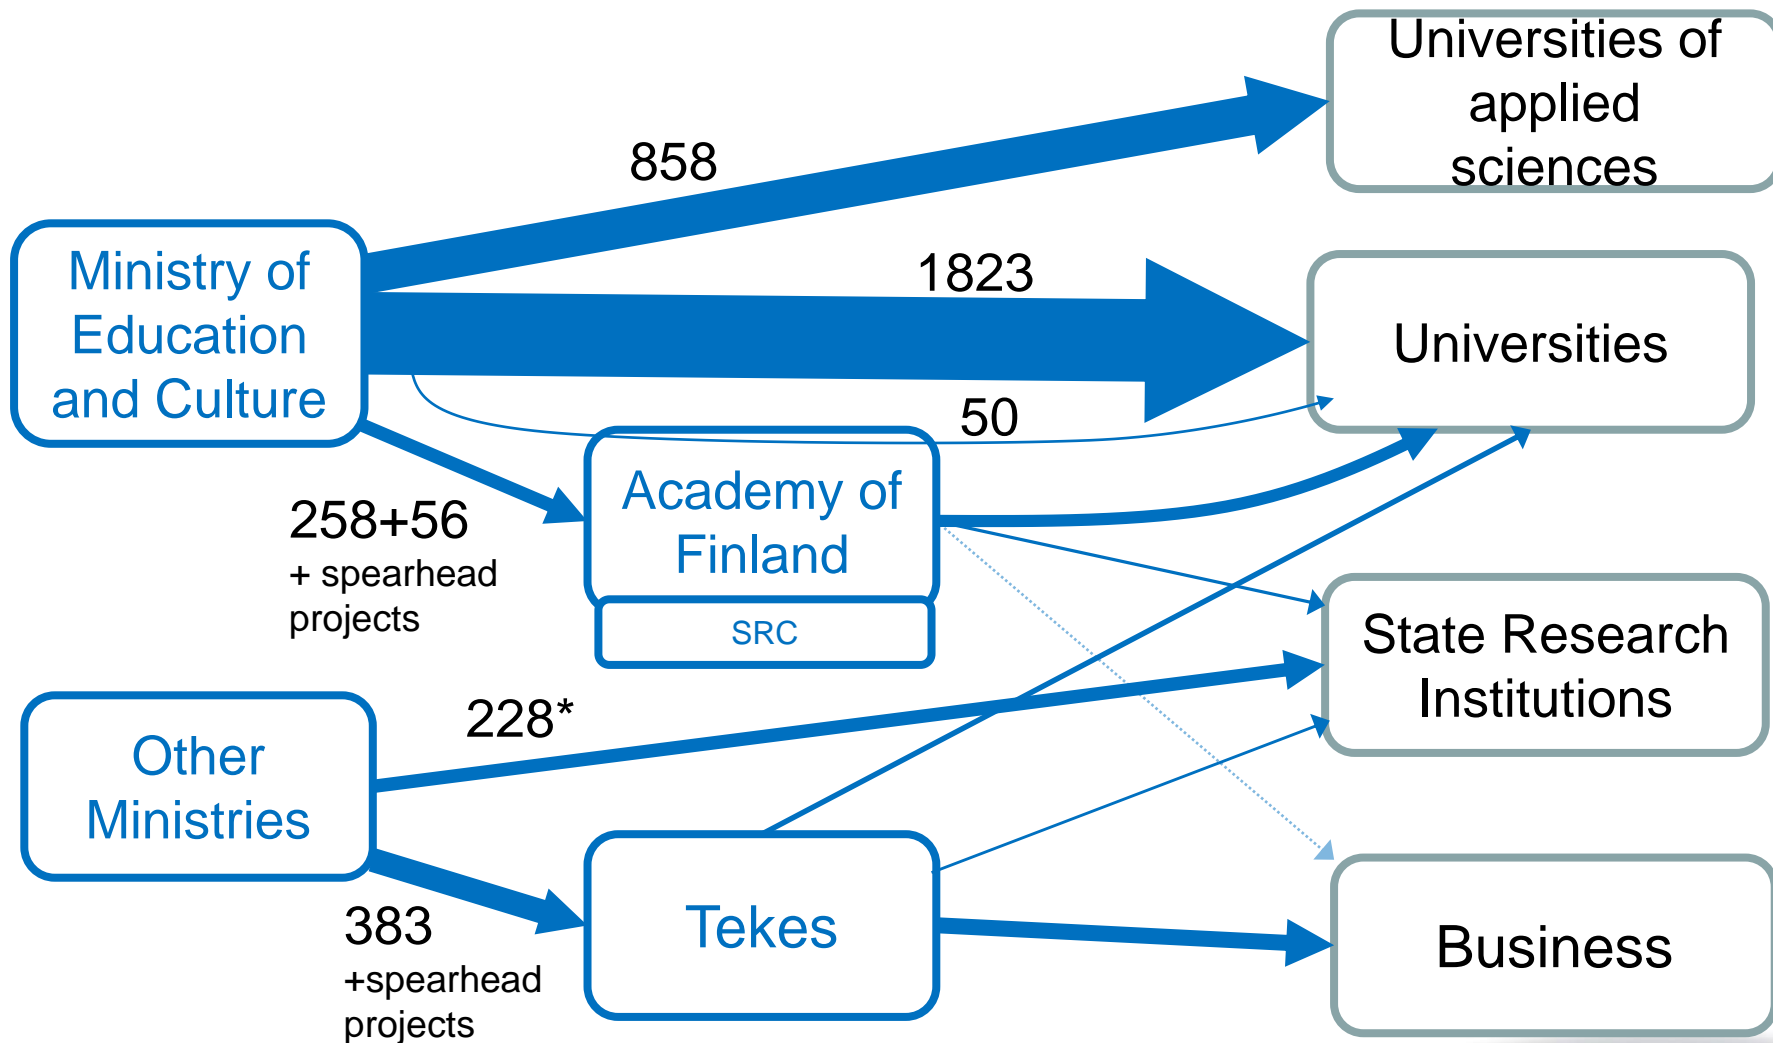 Universities of
applied
sciences
858
Ministry of
Education
and Culture
1823
Universities
50
258+56
+ spearhead
projects
Academy of
Finland
SRC
State Research
Institutions
228*
Other
Ministries
383
+spearhead
projects
Tekes
Business